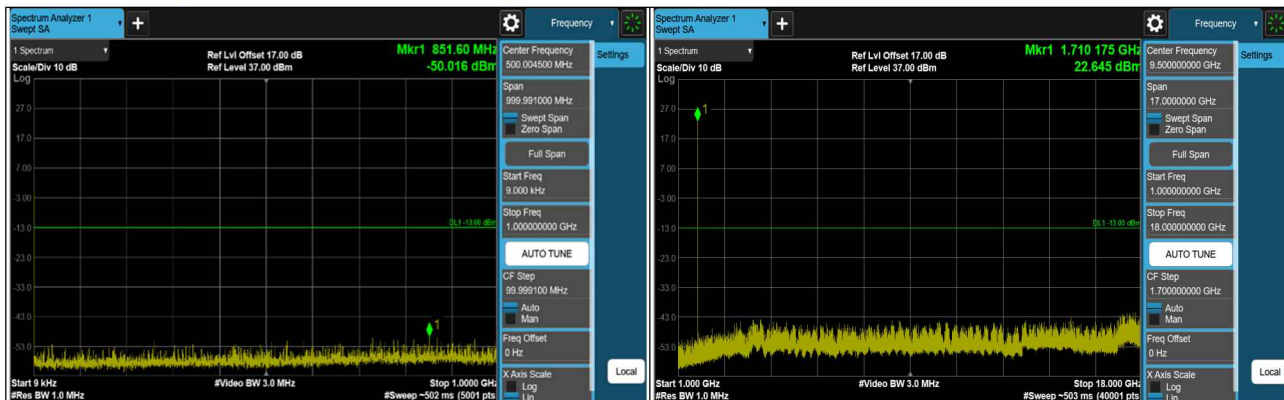 Spectrum Analyzer 1
Swept SA
+
Frequency
1 Spectrum
Scale/Div 10 dB
Log
Ref Lvl Offset 17.00 dB
Ref Level 37.00 dBm
Mkr1 851.60 MHz
-50.016 dBm
27.0
17.0
7.00
-3.00
-13.0
-23.0
-33.0
-43.0
-53.0
DL1 -13.00 dBm
1
Start 9 kHz
#Res BW 1.0 MHz
#Video BW 3.0 MHz
Stop 1.0000 GHz
#Sweep ~502 ms (5001 pts
Center Frequency
500.004500 MHz
Span
999.991000 MHz
Swept Span
Zero Span
Full Span
Start Freq
9.000 kHz
Stop Freq
1.000000000 GHz
AUTO TUNE
CF Step
99.999100 MHz
Auto
Man
Freq Offset
0 Hz
X Axis Scale
Log
Lin
Settings
Local
Spectrum Analyzer 1
Swept SA
+
Frequency
1 Spectrum
Scale/Div 10 dB
Log
Ref Lvl Offset 17.00 dB
Ref Level 37.00 dBm
Mkr1 1.710 175 GHz
22.645 dBm
27.0
17.0
7.00
-3.00
-13.0
-23.0
-33.0
-43.0
-53.0
DL1 -13.00 dBm
1
Start 1.000 GHz
#Res BW 1.0 MHz
#Video BW 3.0 MHz
Stop 18.000 GHz
#Sweep ~503 ms (40001 pts
Center Frequency
9.50000000 GHz
Span
17.0000000 GHz
Swept Span
Zero Span
Full Span
Start Freq
1.000000000 GHz
Stop Freq
18.00000000 GHz
AUTO TUNE
CF Step
1.700000000 GHz
Auto
Man
Freq Offset
0 Hz
X Axis Scale
Log
Lin
Settings
Local